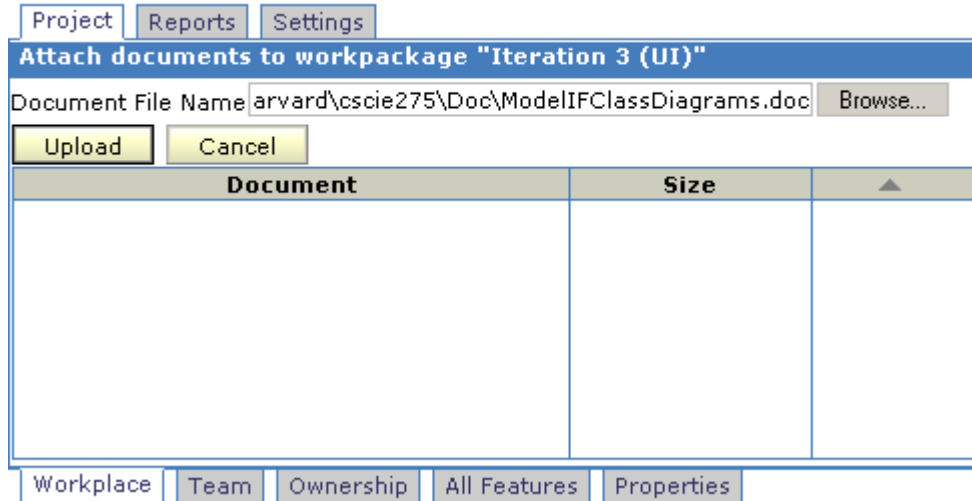 Project Reports Settings
Attach documents to workpackage "Iteration 3 (UI)"
Document File Name arvard\cscie275\Doc\ModelIFClassDiagrams.doc Browse...
Upload Cancel
Document Size
Workplace Team Ownership All Features Properties